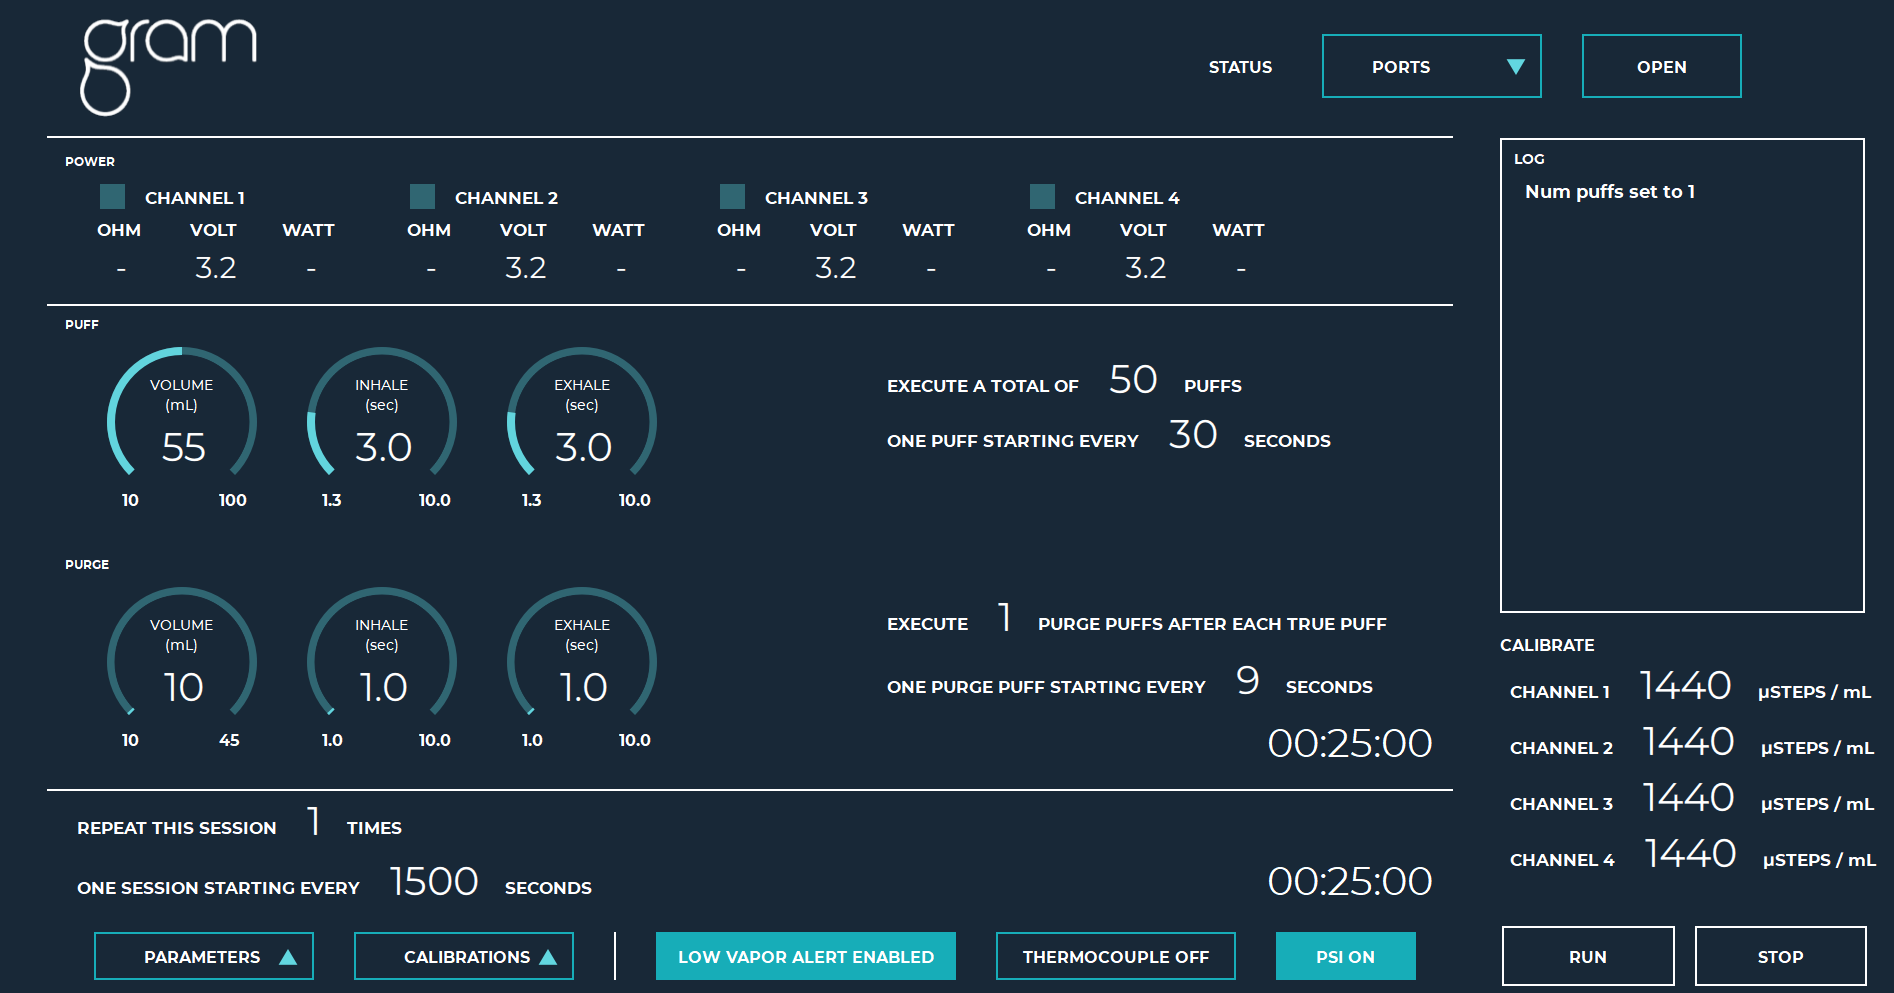 gram
STATUS
PORTS
OPEN
POWER
CHANNEL 1
CHANNEL 2
CHANNEL 3
CHANNEL 4
OHM VOLT WATT
OHM VOLT WATT
OHM VOLT WATT
OHM VOLT WATT
- 3.2 -
- 3.2 -
- 3.2 -
- 3.2 -
PUFF
VOLUME
(mL)
55
10 100
INHALE
(sec)
3.0
1.3 10.0
EXHALE
(sec)
3.0
1.3 10.0
EXECUTE A TOTAL OF 50 PUFFS
ONE PUFF STARTING EVERY 30 SECONDS
PURGE
VOLUME
(mL)
10
10 45
INHALE
(sec)
1.0
1.0 10.0
EXHALE
(sec)
1.0
1.0 10.0
EXECUTE 1 PURGE PUFFS AFTER EACH TRUE PUFF
ONE PURGE PUFF STARTING EVERY 9 SECONDS
00:25:00
REPEAT THIS SESSION 1 TIMES
ONE SESSION STARTING EVERY 1500 SECONDS
00:25:00
PARAMETERS
CALIBRATIONS
LOW VAPOR ALERT ENABLED
THERMOCOUPLE OFF
PSI ON
LOG
Num puffs set to 1
CALIBRATE
CHANNEL 1 1440 µSTEPS / mL
CHANNEL 2 1440 µSTEPS / mL
CHANNEL 3 1440 µSTEPS / mL
CHANNEL 4 1440 µSTEPS / mL
RUN
STOP